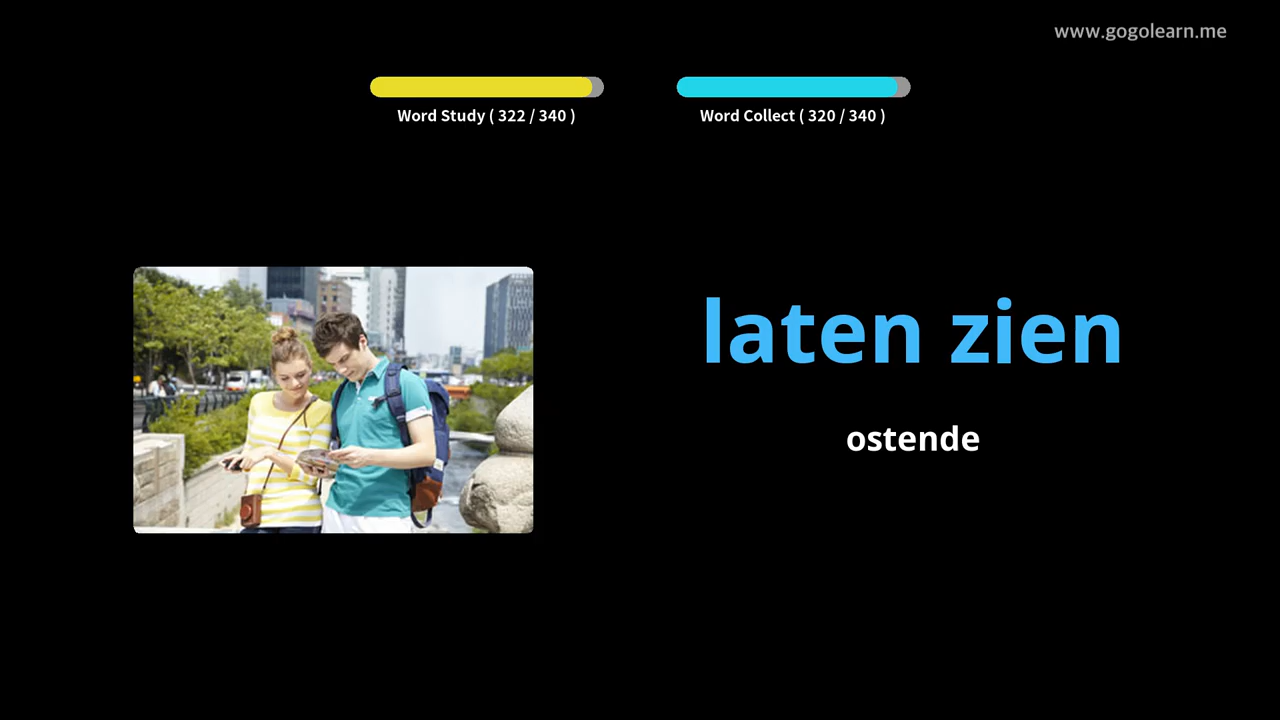 www.gogolearn.me
Word Study ( 322 / 340 )
Word Collect ( 320 / 340 )
laten zien
ostende